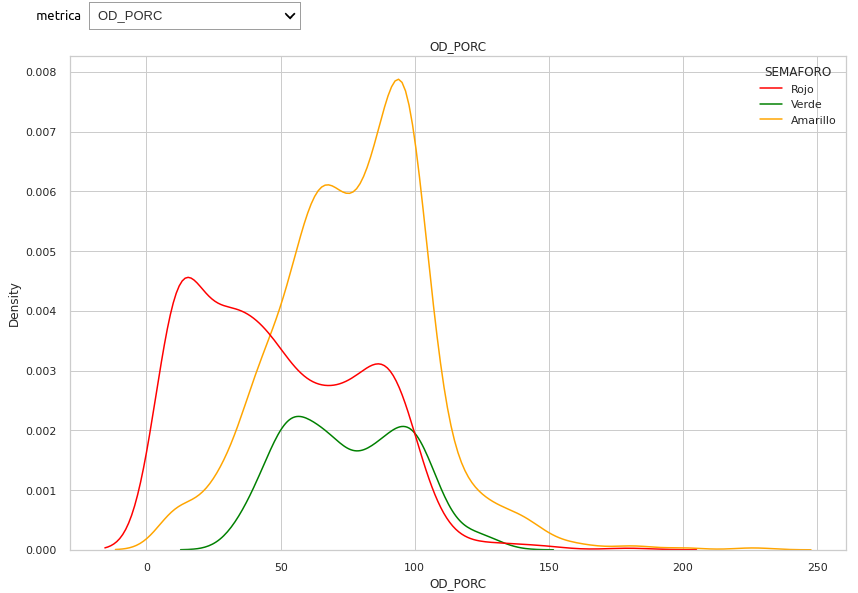 metrica OD_PORC
OD_PORC
SEMAFORO
Rojo
Verde
Amarillo
0.008
0.007
0.006
0.005
0.004
0.003
0.002
0.001
0.000
Density
0 50 100 150 200 250
OD_PORC